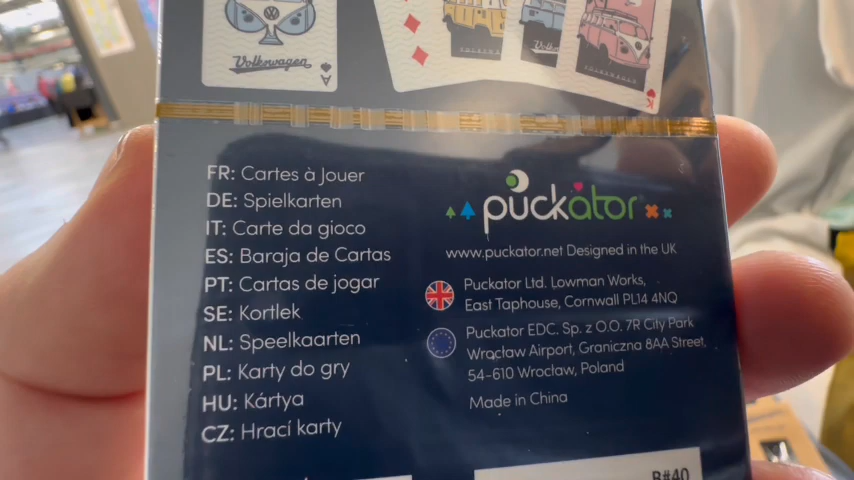 Volkswagen
A
K
FR: Cartes à Jouer
DE: Spielkarten
IT: Carte da gioco
ES: Baraja de Cartas
PT: Cartas de jogar
SE: Kortlek
NL: Speelkaarten
PL: Karty do gry
HU: Kártya
CZ: Hrací karty
puckator
www.puckator.net Designed in the UK
Puckator Ltd. Lowman Works,
East Taphouse, Cornwall PL14 4NQ
Puckator EDC. Sp. z O.O. 7R City Park
Wrocław Airport, Graniczna 8AA Street,
54-610 Wrocław, Poland
Made in China
B#40